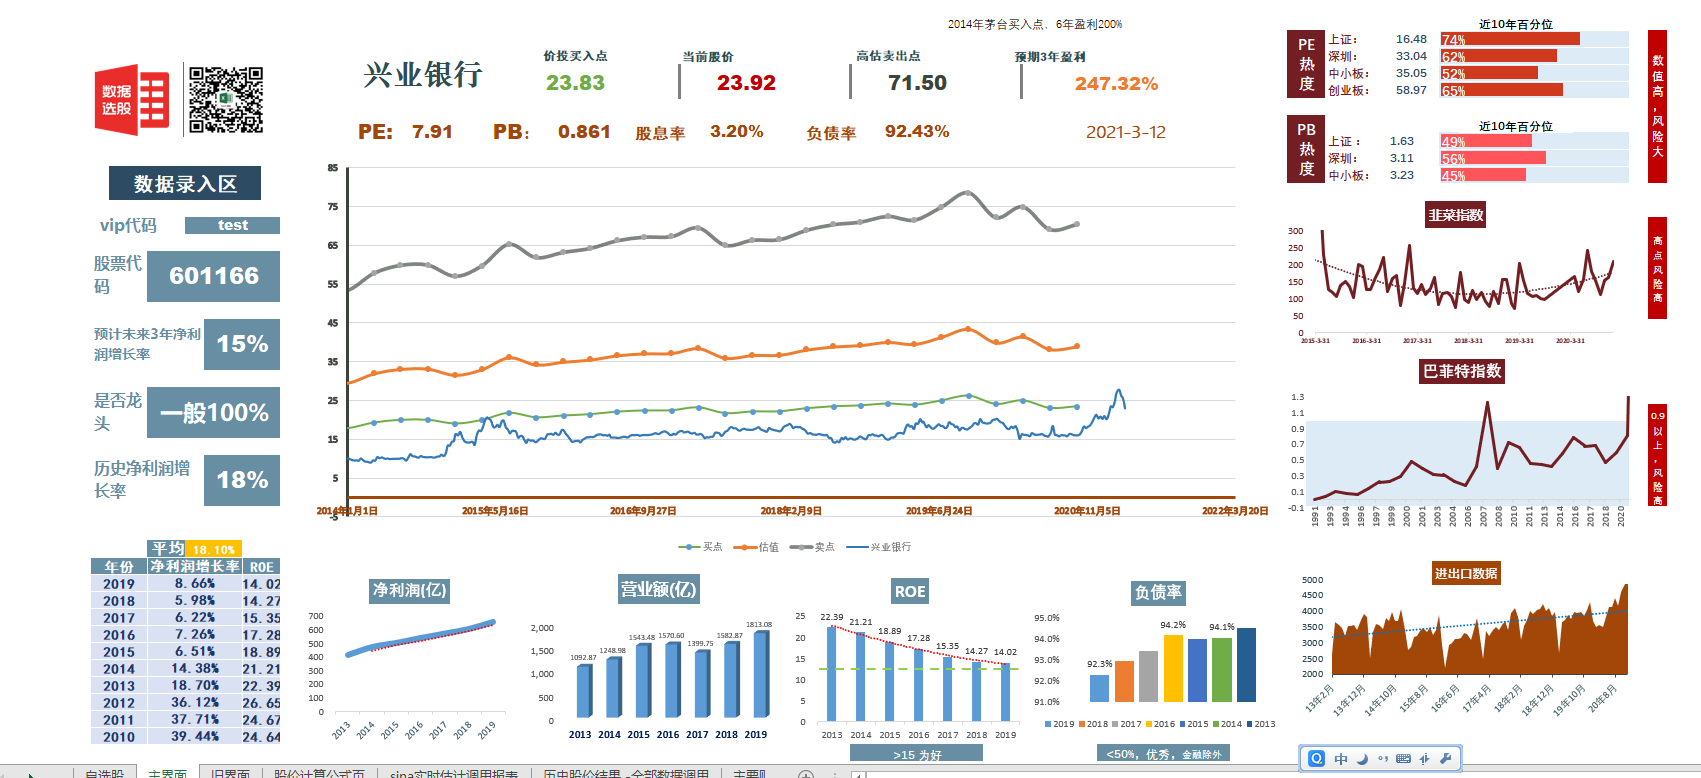 2014年茅台买入点，6年盈利200%
数据
选股
兴业银行
价投买入点
23.83
当前股价
23.92
高估卖出点
71.50
预期3年盈利
247.32%
PE: 7.91 PB: 0.861 股息率 3.20% 负债率 92.43% 2021-3-12
数据录入区
vip代码 test
股票代码 601166
预计未来3年净利润增长率 15%
是否龙头 一般100%
历史净利润增长率 18%
平均 18.10%
年份 净利润增长率 ROE
2019 8.66% 14.02
2018 5.98% 14.27
2017 6.22% 15.35
2016 7.26% 17.28
2015 6.51% 18.89
2014 14.38% 21.21
2013 18.70% 22.39
2012 36.12% 26.65
2011 37.71% 24.67
2010 39.44% 24.64
85
75
65
55
45
35
25
15
5
-5
2014年1月1日 2015年5月16日 2016年9月27日 2018年2月9日 2019年6月24日 2020年11月5日 2022年3月20日
买点 估值 卖点 兴业银行
净利润(亿)
700
600
500
400
300
200
100
0
2013 2014 2015 2016 2017 2018 2019
营业额(亿)
2,000
1,500
1,000
500
0
1092.87 1248.98 1543.48 1570.60 1399.75 1582.87 1813.08
2013 2014 2015 2016 2017 2018 2019
ROE
25
20
15
10
5
0
22.39 21.21 18.89 17.28 15.35 14.27 14.02
2013 2014 2015 2016 2017 2018 2019
>15 为好
负债率
95.0%
94.0%
93.0%
92.0%
91.0%
92.3% 94.2% 94.1%
2019 2018 2017 2016 2015 2014 2013
<50%，优秀，金融除外
PE热度
近10年百分位
上证： 16.48 74%
深圳： 33.04 62%
中小板： 35.05 52%
创业板： 58.97 65%
PB热度
近10年百分位
上证： 1.63 49%
深圳： 3.11 56%
中小板： 3.23 45%
数值高，风险大
韭菜指数
300
250
200
150
100
50
0
2015-3-31 2016-3-31 2017-3-31 2018-3-31 2019-3-31 2020-3-31
高点风险高
巴菲特指数
1.3
1.1
0.9
0.7
0.5
0.3
0.1
-0.1
1991 1993 1994 1996 1997 1999 2000 2001 2003 2004 2006 2007 2008 2010 2011 2013 2014 2016 2017 2018 2020
0.9以上，风险高
进出口数据
5000
4500
4000
3500
3000
2500
2000
13年2月 13年12月 14年10月 15年8月 16年6月 17年4月 18年2月 18年12月 19年10月 20年8月
自选股 主界面 旧界面 股价计算公式页 sina实时估计调用报表 历史股价结果 -全部数据调用 主要
中